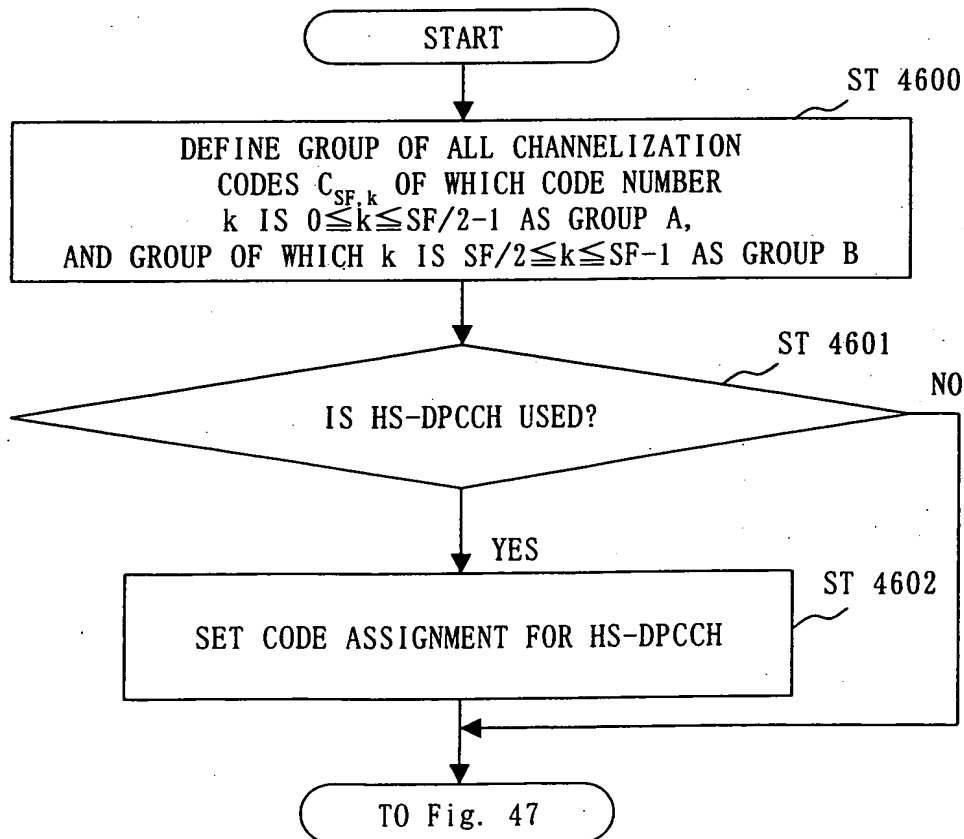 START
ST 4600
DEFINE GROUP OF ALL CHANNELIZATION
CODES C_SF,k OF WHICH CODE NUMBER
k IS 0≦k≦SF/2-1 AS GROUP A,
AND GROUP OF WHICH k IS SF/2≦k≦SF-1 AS GROUP B
ST 4601
NO
IS HS-DPCCH USED?
YES
ST 4602
SET CODE ASSIGNMENT FOR HS-DPCCH
TO Fig. 47